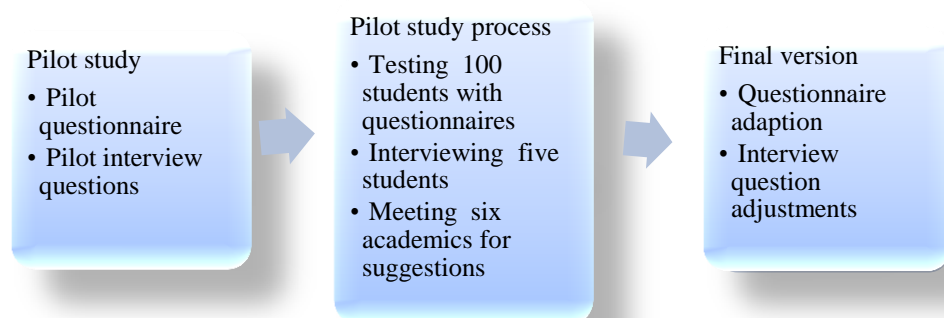 Pilot study
• Pilot
questionnaire
• Pilot interview
questions
Pilot study process
• Testing 100
students with
questionnaires
• Interviewing five
students
• Meeting six
academics for
suggestions
Final version
• Questionnaire
adaption
• Interview
question
adjustments